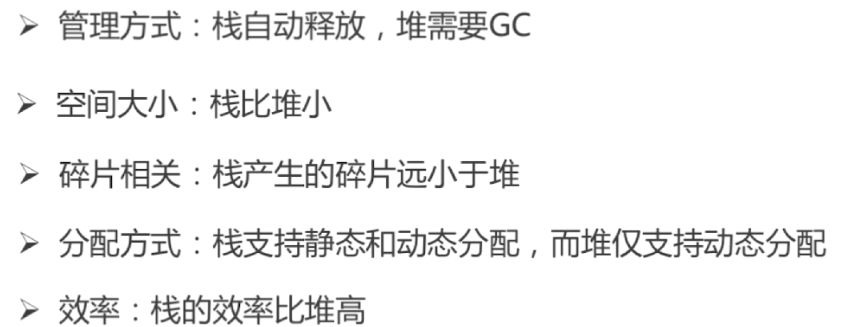 ➢ 管理方式：栈自动释放，堆需要GC
➢ 空间大小：栈比堆小
➢ 碎片相关：栈产生的碎片远小于堆
➢ 分配方式：栈支持静态和动态分配，而堆仅支持动态分配
➢ 效率：栈的效率比堆高